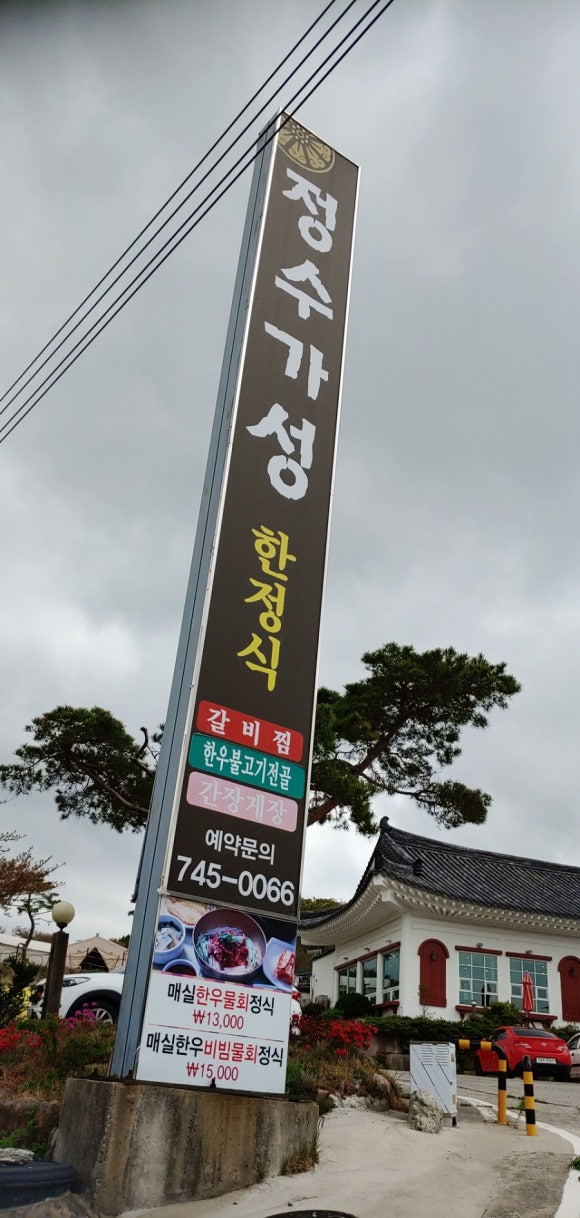 정수가성
한정식
갈비찜
한우불고기전골
간장게장
예약문의
745-0066
매실한우물회정식
₩13,000
매실한우비빔물회정식
₩15,000